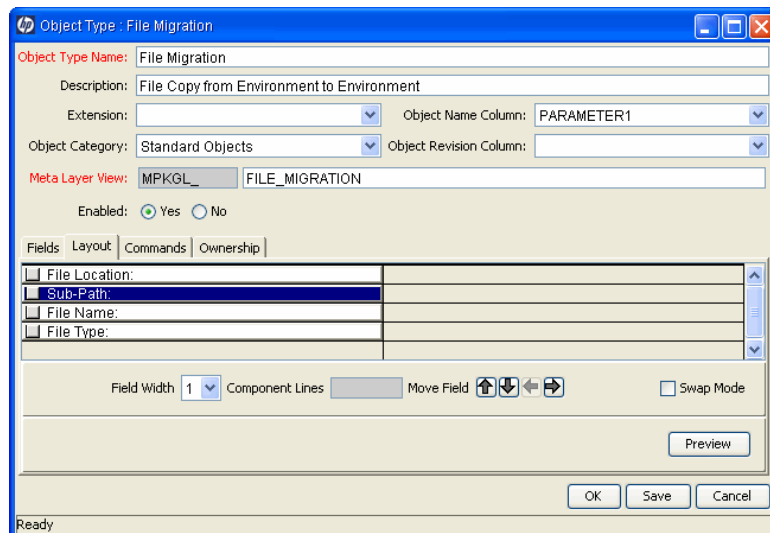 hp Object Type : File Migration
Object Type Name: File Migration
Description: File Copy from Environment to Environment
Extension: Object Name Column: PARAMETER1
Object Category: Standard Objects Object Revision Column:
Meta Layer View: MPKGL_ FILE_MIGRATION
Enabled: Yes No
Fields Layout Commands Ownership
File Location:
Sub-Path:
File Name:
File Type:
Field Width 1 Component Lines Move Field Swap Mode
Preview
OK Save Cancel
Ready